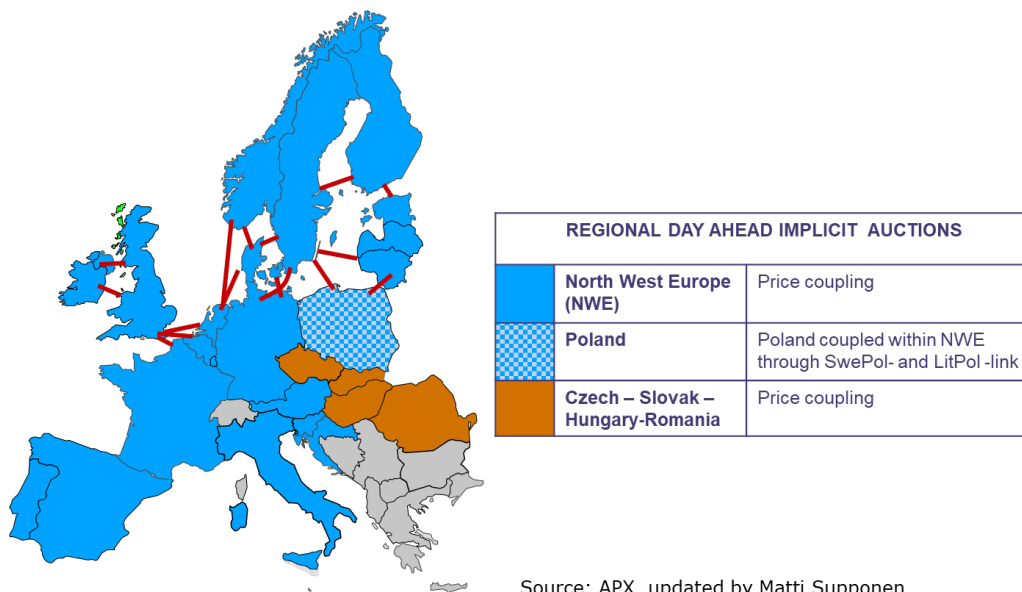 REGIONAL DAY AHEAD IMPLICIT AUCTIONS
North West Europe
(NWE)
Price coupling
Poland
Poland coupled within NWE
through SwePol- and LitPol -link
Czech – Slovak –
Hungary-Romania
Price coupling
Source: APX, updated by Matti Supponen